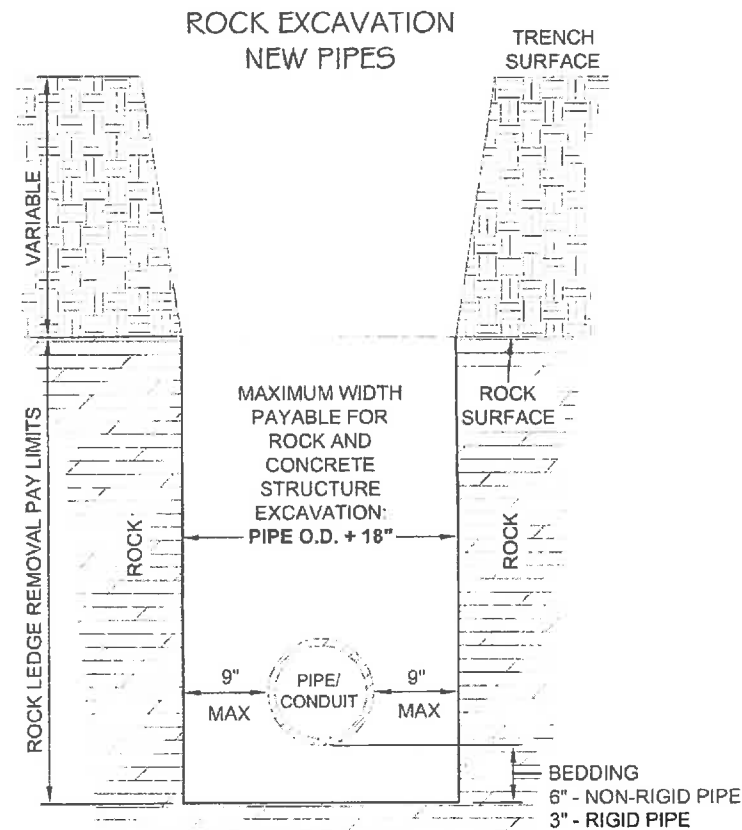 ROCK EXCAVATION
NEW PIPES
TRENCH
SURFACE
VARIABLE
MAXIMUM WIDTH
PAYABLE FOR
ROCK AND
CONCRETE
STRUCTURE
EXCAVATION:
PIPE O.D. + 18"
ROCK
SURFACE
ROCK LEDGE REMOVAL PAY LIMITS
ROCK
ROCK
9"
MAX
PIPE/
CONDUIT
9"
MAX
BEDDING
6" - NON-RIGID PIPE
3" - RIGID PIPE